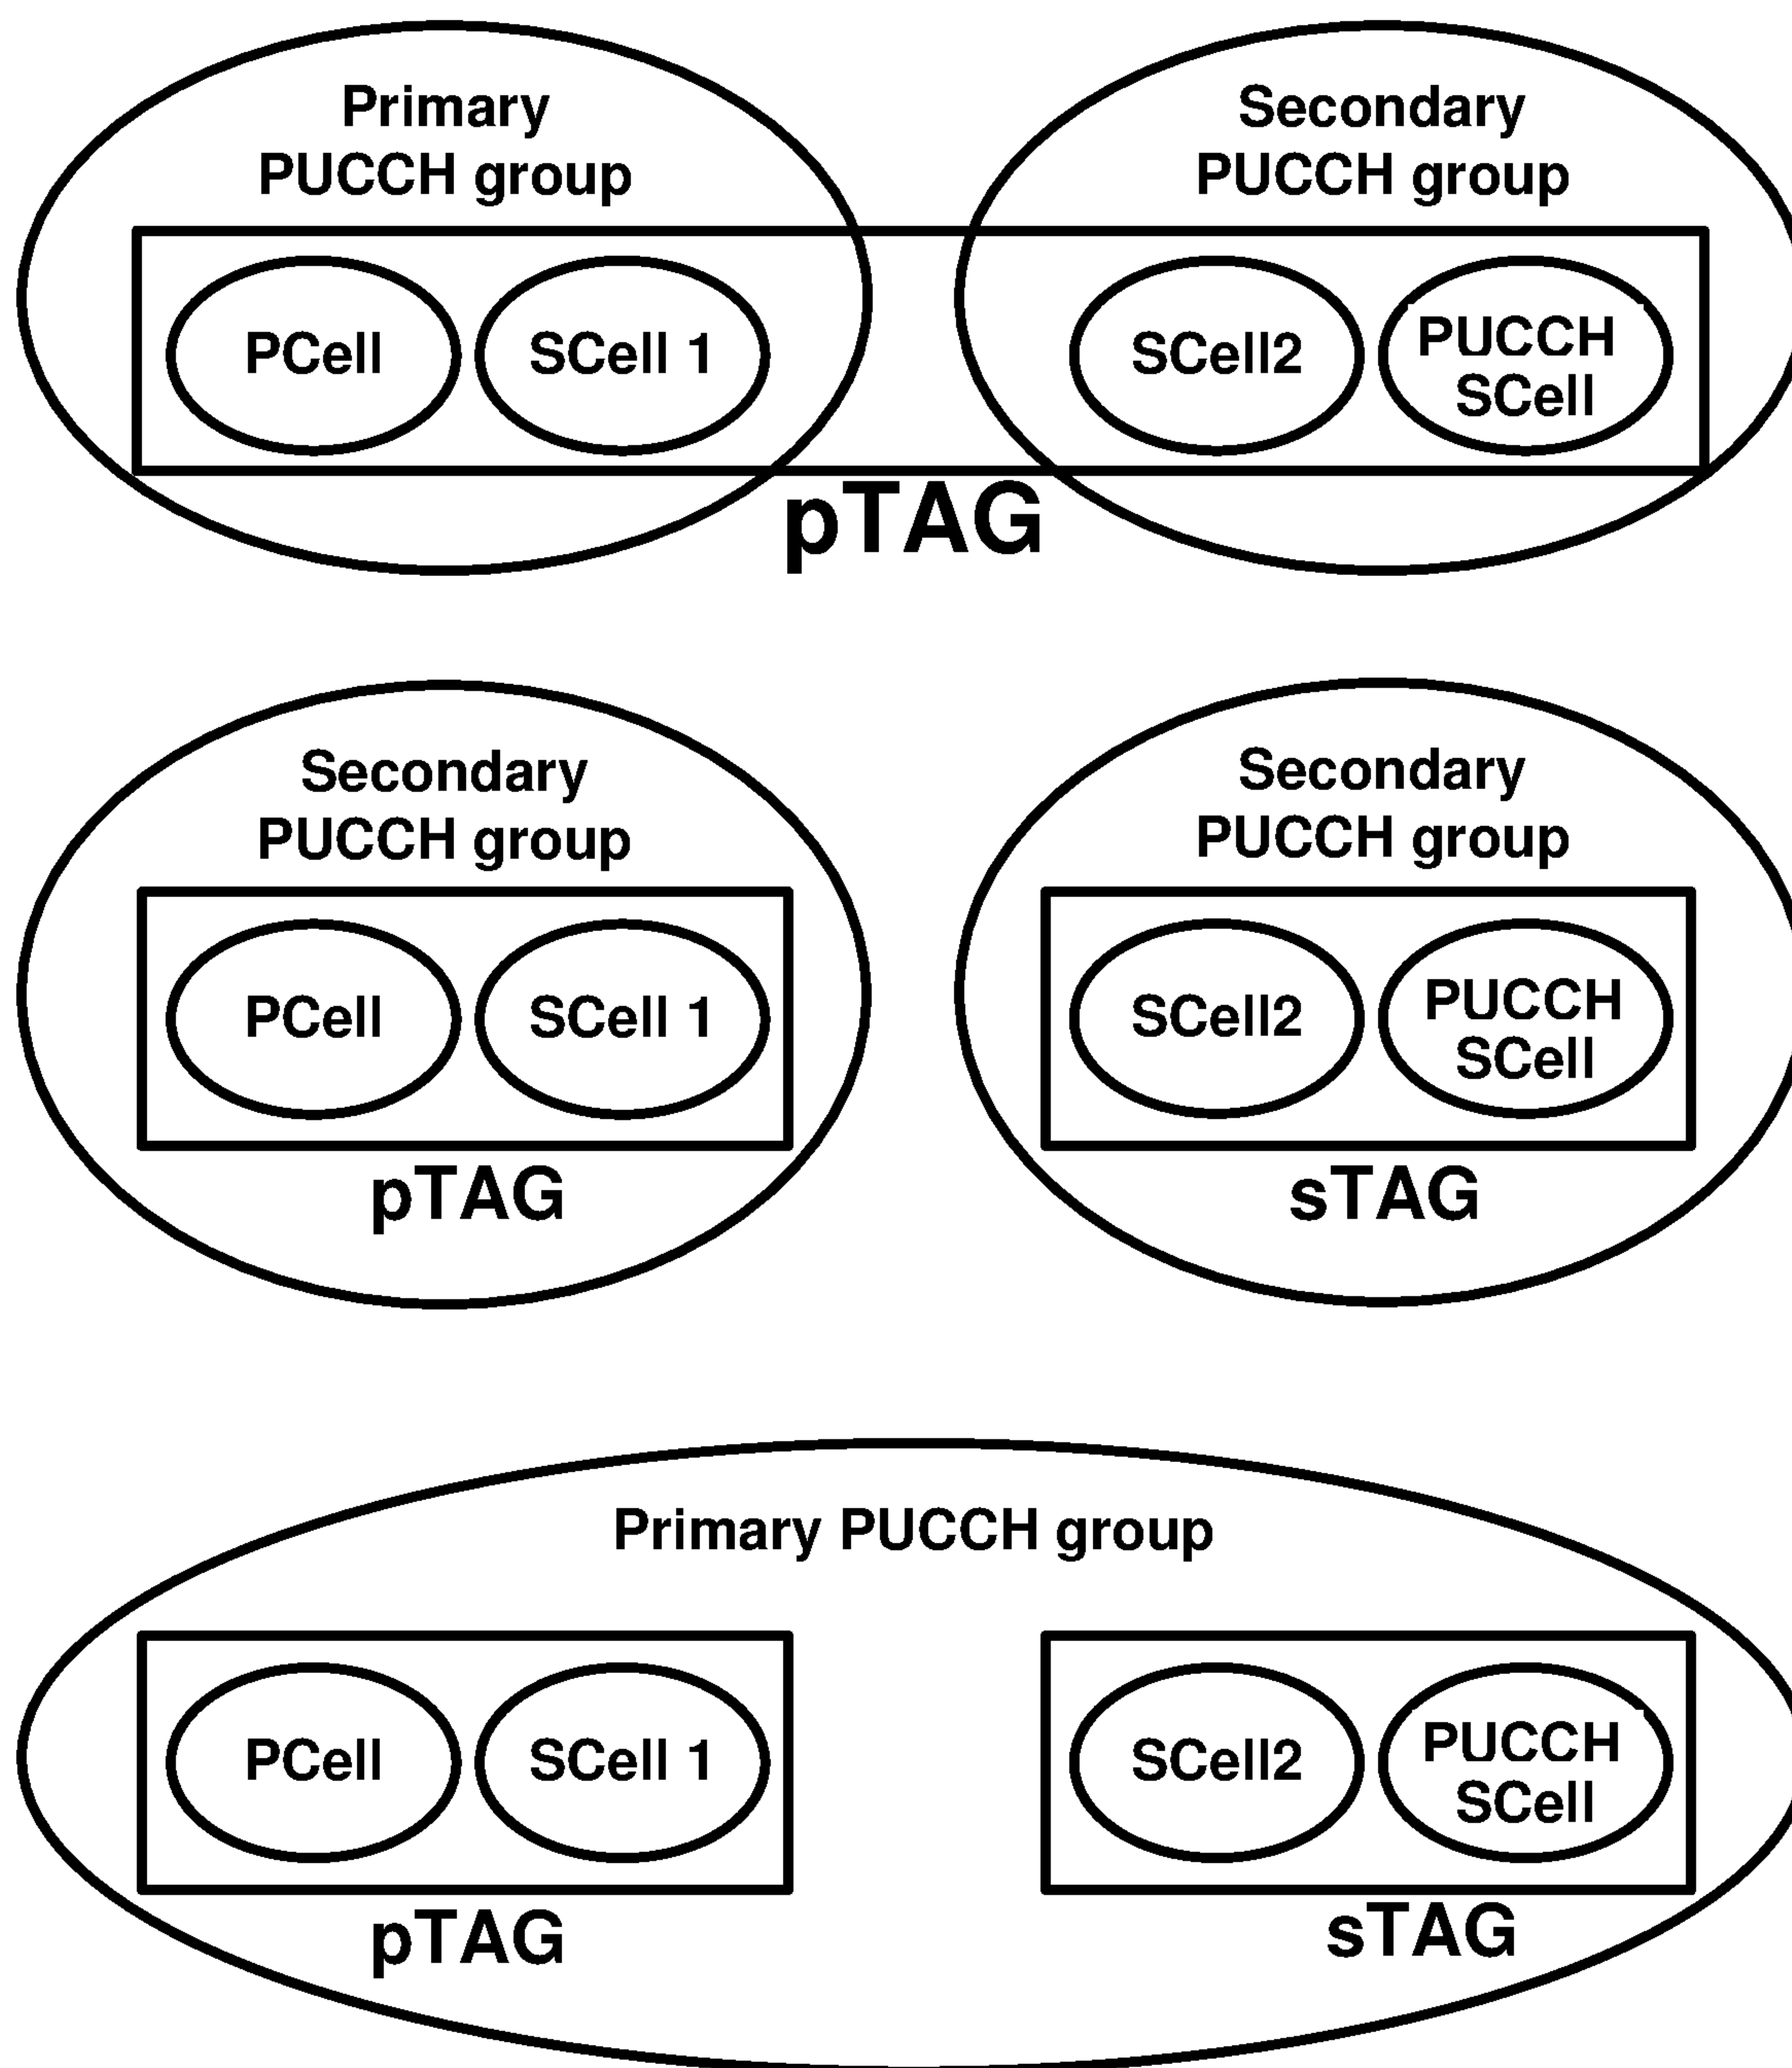 Primary
PUCCH group
Secondary
PUCCH group
PCell
SCell 1
SCell2
PUCCH
SCell
pTAG
Secondary
PUCCH group
Secondary
PUCCH group
PCell
SCell 1
SCell2
PUCCH
SCell
pTAG
sTAG
Primary PUCCH group
PCell
SCell 1
SCell2
PUCCH
SCell
pTAG
sTAG